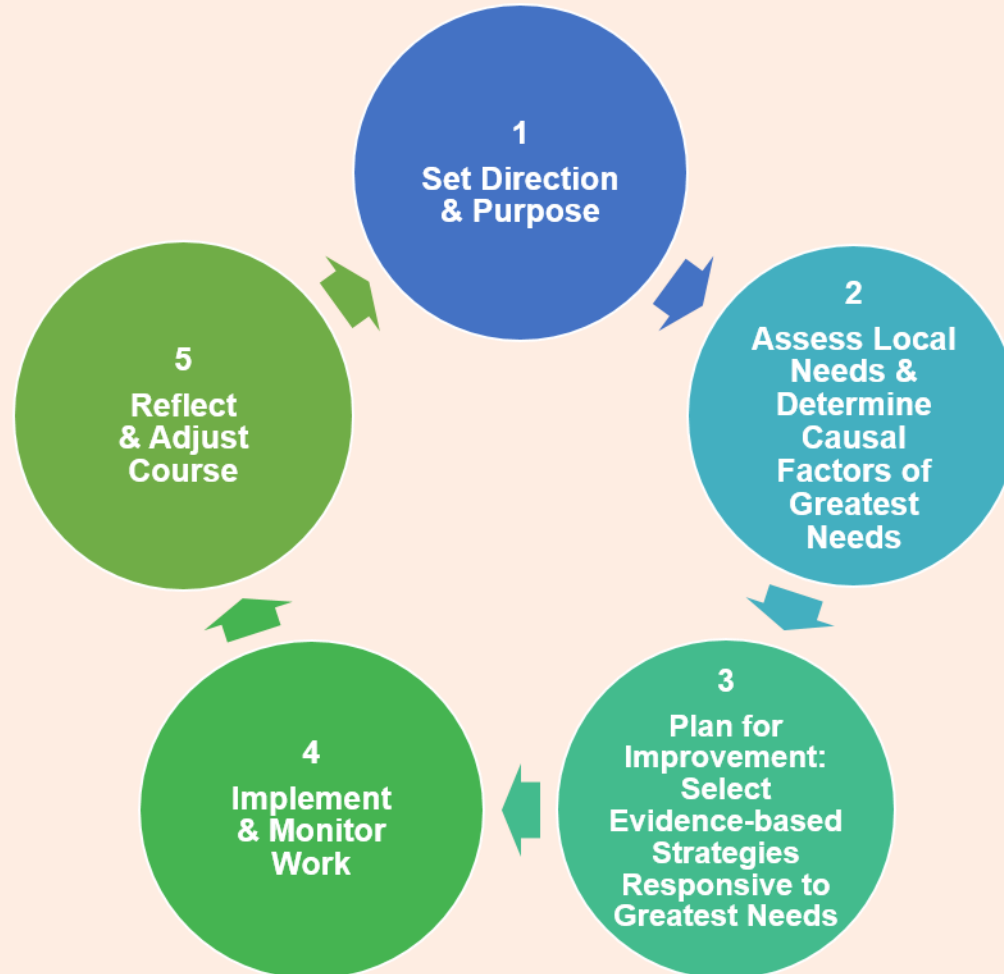 1
Set Direction
& Purpose
2
Assess Local
Needs &
Determine
Causal
Factors of
Greatest
Needs
3
Plan for
Improvement:
Select
Evidence-based
Strategies
Responsive to
Greatest Needs
4
Implement
& Monitor
Work
5
Reflect
& Adjust
Course